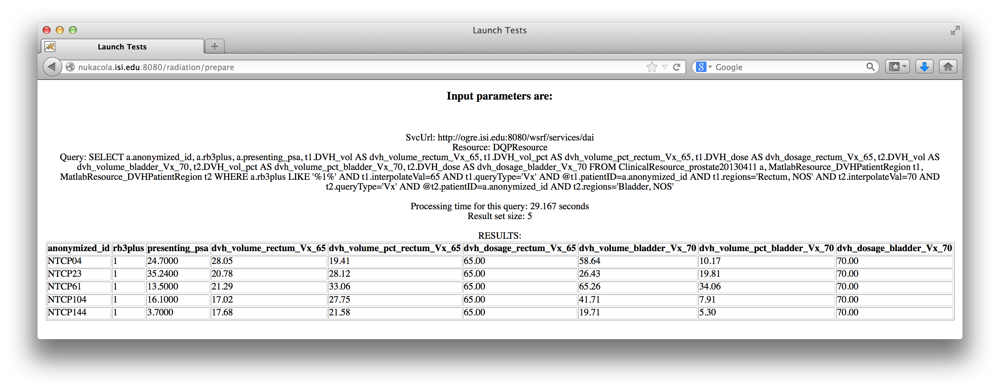 Launch Tests
Launch Tests
nukacola.isi.edu:8080/radiation/prepare
Google
Input parameters are:
SvcUrl: http://ogre.isi.edu:8080/wsrf/services/dai
Resource: DQPResource
Query: SELECT a.anonymized_id, a.rb3plus, a.presenting_psa, t1.DVH_vol AS dvh_volume_rectum_Vx_65, t1.DVH_vol_pct AS dvh_volume_pct_rectum_Vx_65, t1.DVH_dose AS dvh_dosage_rectum_Vx_65, t2.DVH_vol AS
dvh_volume_bladder_Vx_70, t2.DVH_vol_pct AS dvh_volume_pct_bladder_Vx_70, t2.DVH_dose AS dvh_dosage_bladder_Vx_70 FROM ClinicalResource_prostate20130411 a, MatlabResource_DVHPatientRegion t1,
MatlabResource_DVHPatientRegion t2 WHERE a.rb3plus LIKE '%1%' AND t1.interpolateVal=65 AND t1.queryType='Vx' AND @t1.patientID=a.anonymized_id AND t1.regions='Rectum, NOS' AND t2.interpolateVal=70 AND
t2.queryType='Vx' AND @t2.patientID=a.anonymized_id AND t2.regions='Bladder, NOS'
Processing time for this query: 29.167 seconds
Result set size: 5
RESULTS:
anonymized_id rb3plus presenting_psa dvh_volume_rectum_Vx_65 dvh_volume_pct_rectum_Vx_65 dvh_dosage_rectum_Vx_65 dvh_volume_bladder_Vx_70 dvh_volume_pct_bladder_Vx_70 dvh_dosage_bladder_Vx_70
NTCP04 1 24.7000 28.05 19.41 65.00 58.64 10.17 70.00
NTCP23 1 35.2400 20.78 28.12 65.00 26.43 19.81 70.00
NTCP61 1 13.5000 21.29 33.06 65.00 65.26 34.06 70.00
NTCP104 1 16.1000 17.02 27.75 65.00 41.71 7.91 70.00
NTCP144 1 3.7000 17.68 21.58 65.00 19.71 5.30 70.00